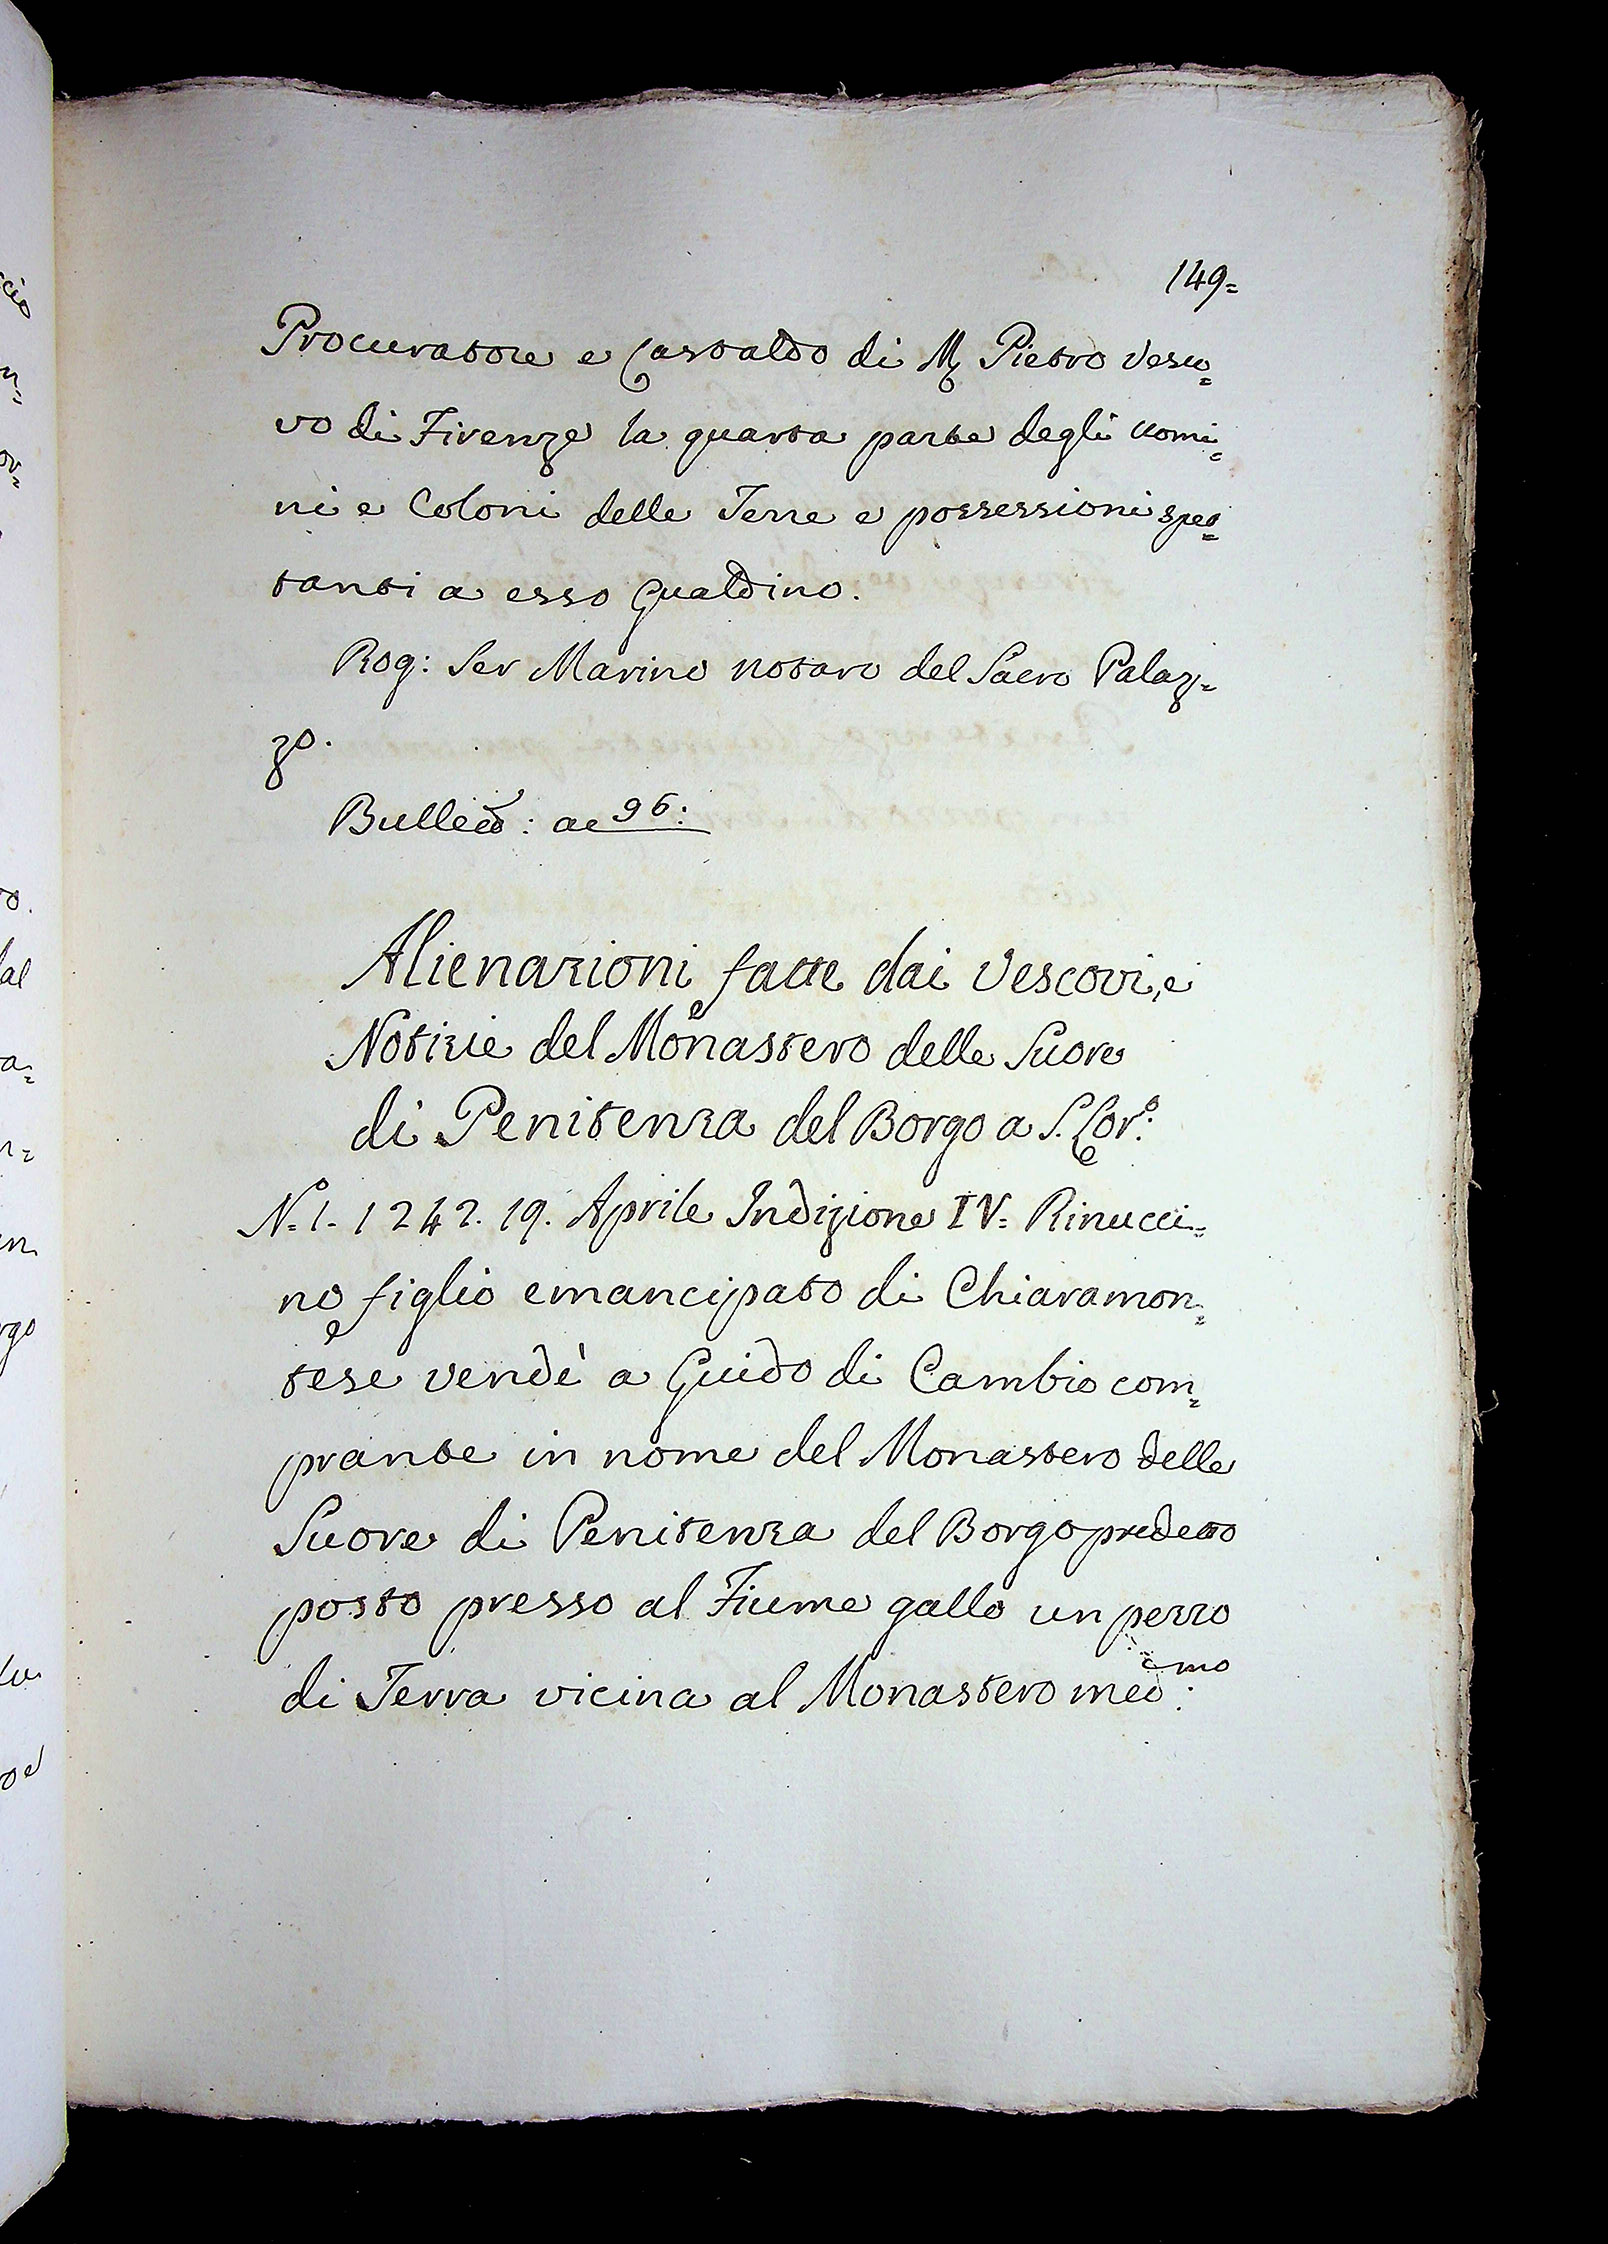 149=
Procuratore e Castaldo di M. Pietro Vesco=
vo di Firenze la quarta parte degli uomi=
ni e Coloni delle Terre e possessioni spet=
tanti a esso Gualdino.
Rog: Ser Marino notaro del Sacro Palaz=
zo.
ac 96:
Alienazioni fatte dai Vescovi, e
Notizie del Monastero delle Suore
di Penitenza del Borgo a S. Lor.º:
N.º 1. 1242. 19. Aprile Indizione IV= Rinucci=
no figlio emancipato di Chiaramon=
tese vendè a Guido di Cambio com=
prante in nome del Monastero delle
Suore di Penitenza del Borgo predetto
posto presso al Fiume gallo un pezzo
di Terra vicina al Monastero med:mo